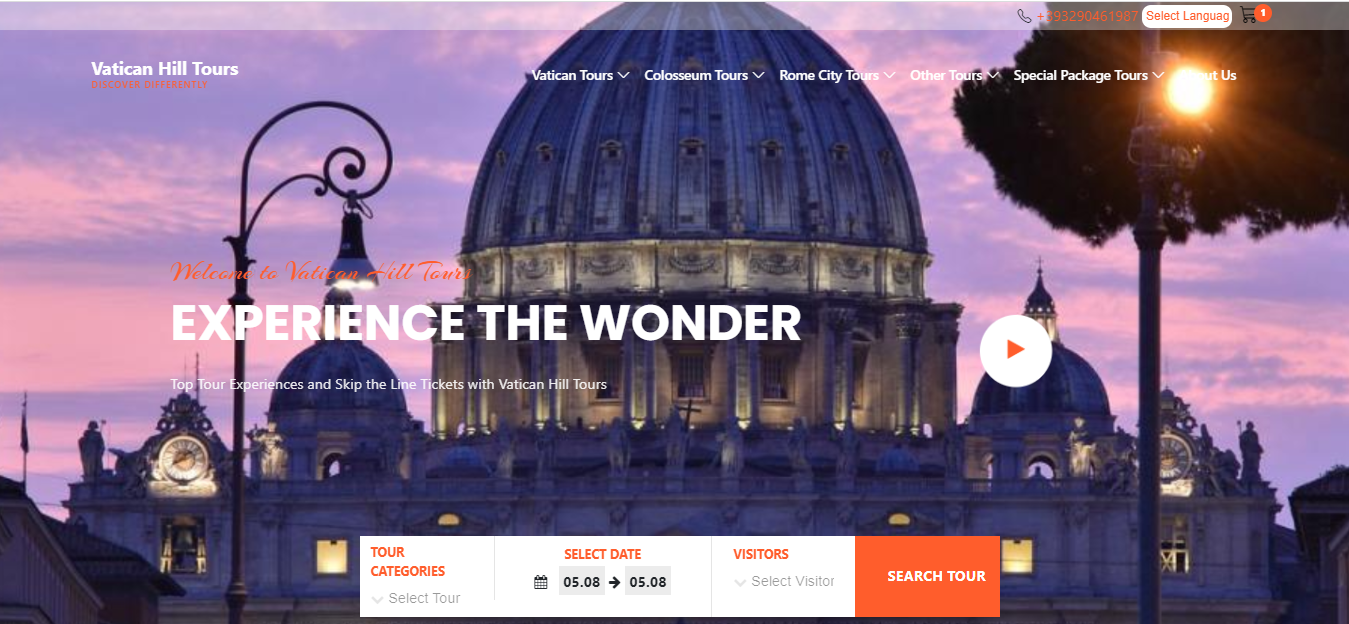 +393290461987 Select Languag 1
Vatican Hill Tours
DISCOVER DIFFERENTLY
Vatican Tours Colosseum Tours Rome City Tours Other Tours Special Package Tours About Us
Welcome to Vatican Hill Tours
EXPERIENCE THE WONDER
Top Tour Experiences and Skip the Line Tickets with Vatican Hill Tours
TOUR
CATEGORIES
Select Tour
SELECT DATE
05.08 05.08
VISITORS
Select Visitor
SEARCH TOUR